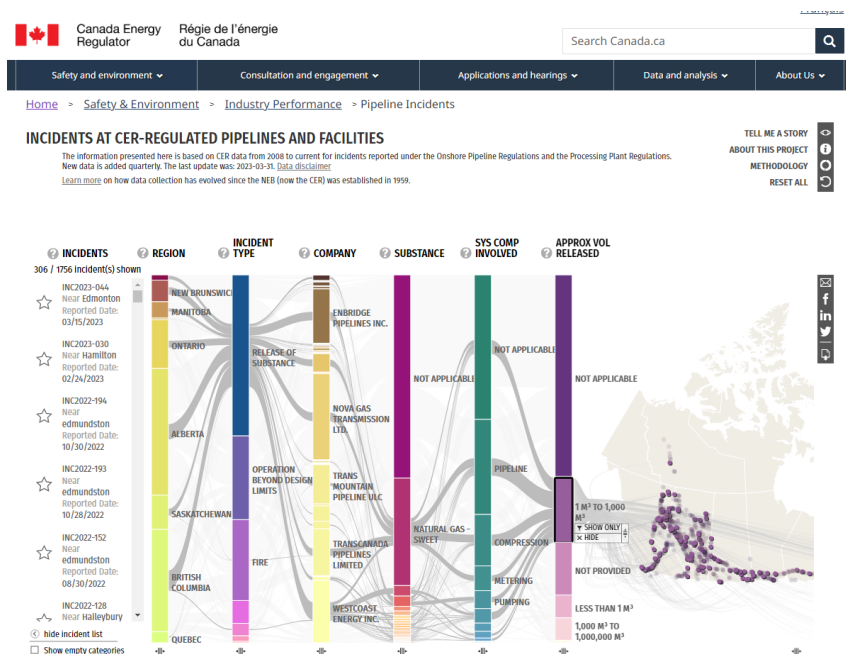 Canada Energy Régie de l'énergie
Regulator du Canada
Search Canada.ca
Safety and environment Consultation and engagement Applications and hearings Data and analysis About Us
Home > Safety & Environment > Industry Performance > Pipeline Incidents
INCIDENTS AT CER-REGULATED PIPELINES AND FACILITIES
The information presented here is based on CER data from 2008 to current for incidents reported under the Onshore Pipeline Regulations and the Processing Plant Regulations.
New data is added quarterly. The last update was: 2023-03-31. Data disclaimer
Learn more on how data collection has evolved since the NEB (now the CER) was established in 1959.
TELL ME A STORY
ABOUT THIS PROJECT
METHODOLOGY
RESET ALL
INCIDENTS
REGION
INCIDENT
TYPE
COMPANY
SUBSTANCE
SYS COMP
INVOLVED
APPROX VOL
RELEASED
306 / 1756 incident(s) shown
INC2023-044
Near Edmonton
Reported Date:
03/15/2023
INC2023-030
Near Hamilton
Reported Date:
02/24/2023
INC2022-194
Near
edmundston
Reported Date:
10/30/2022
INC2022-193
Near
edmundston
Reported Date:
10/28/2022
INC2022-152
Near
edmundston
Reported Date:
08/30/2022
INC2022-128
Near Halleybury
hide incident list
Show empty categories
NEW BRUNSWICK
MANITOBA
ONTARIO
ALBERTA
SASKATCHEWAN
BRITISH
COLUMBIA
QUEBEC
RELEASE OF
SUBSTANCE
OPERATION
BEYOND DESIGN
LIMITS
FIRE
ENBRIDGE
PIPELINES INC.
NOVA GAS
TRANSMISSION
LTD.
TRANS
MOUNTAIN
PIPELINE ULC
TRANSCANADA
PIPELINES
LIMITED
WESTCOAST
ENERGY INC.
NOT APPLICABLE
NATURAL GAS -
SWEET
NOT APPLICABLE
PIPELINE
COMPRESSION
METERING
PUMPING
NOT APPLICABLE
1 M³ TO 1,000
M³
SHOW ONLY
HIDE
NOT PROVIDED
LESS THAN 1 M³
1,000 M³ TO
1,000,000 M³